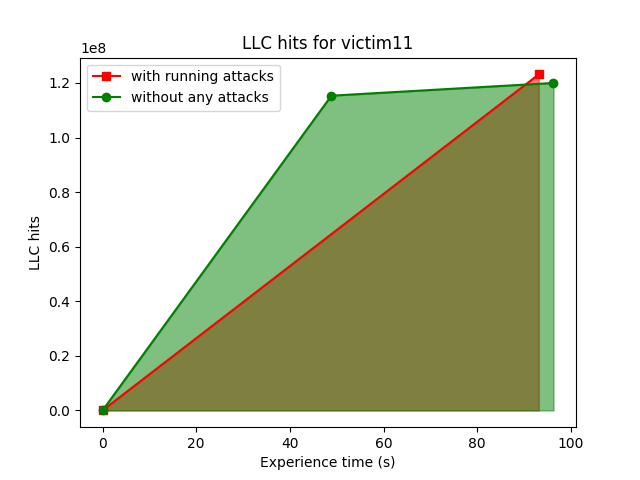 LLC hits for victim11
1e8
with running attacks
without any attacks
1.2
1.0
0.8
0.6
0.4
0.2
0.0
LLC hits
0 20 40 60 80 100
Experience time (s)